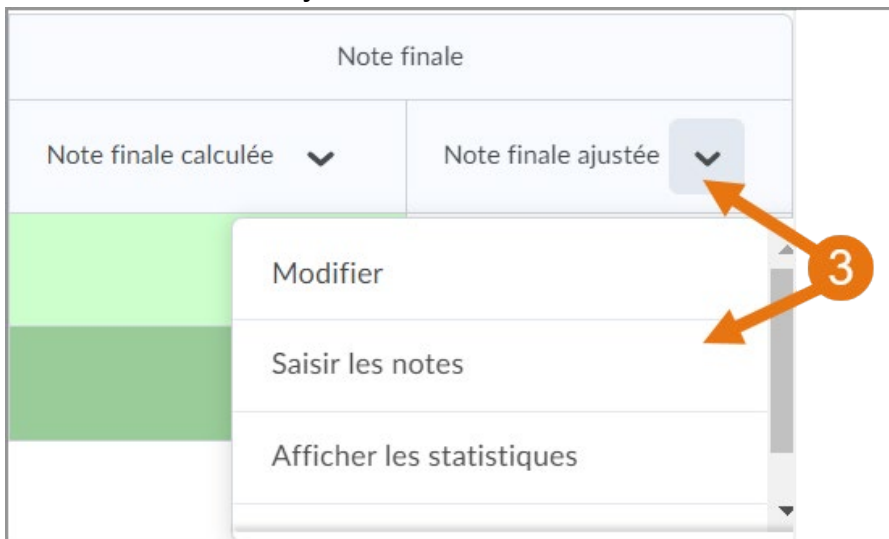 Note finale
Note finale calculée
Note finale ajustée
Modifier
3
Saisir les notes
Afficher les statistiques